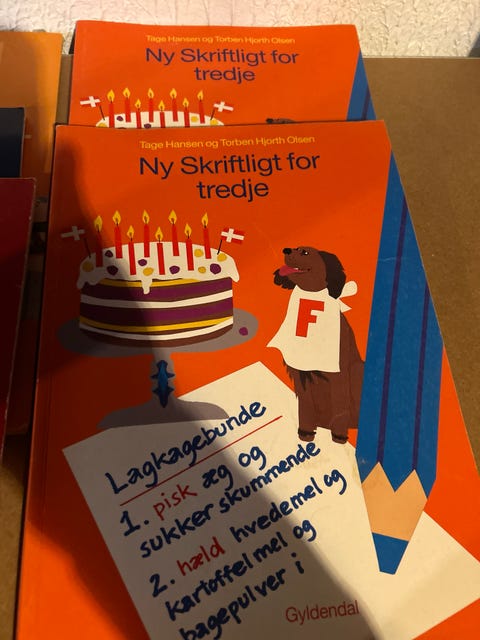 Tage Hansen og Torben Hjorth Olsen
Ny Skriftligt for
tredje
Tage Hansen og Torben Hjorth Olsen
Ny Skriftligt for
tredje
F
Lagkagebunde
1. pisk æg og
sukker skummende
2. hæld hvedemel og
kartoffelmel og
bagepulver i
Gyldendal